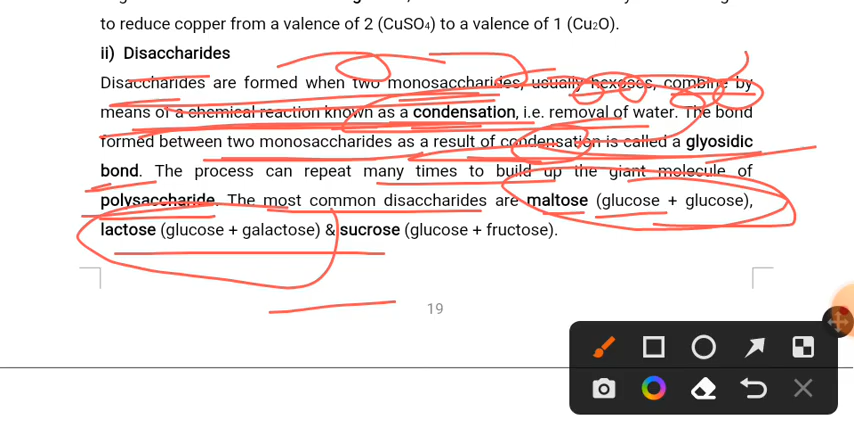 to reduce copper from a valence of 2 (CuSO₄) to a valence of 1 (Cu₂O).
ii) Disaccharides
Disaccharides are formed when two monosaccharides, usually hexoses, combine by
means of a chemical reaction known as a condensation, i.e. removal of water. The bond
formed between two monosaccharides as a result of condensation is called a glyosidic
bond. The process can repeat many times to build up the giant molecule of
polysaccharide. The most common disaccharides are maltose (glucose + glucose),
lactose (glucose + galactose) & sucrose (glucose + fructose).
19